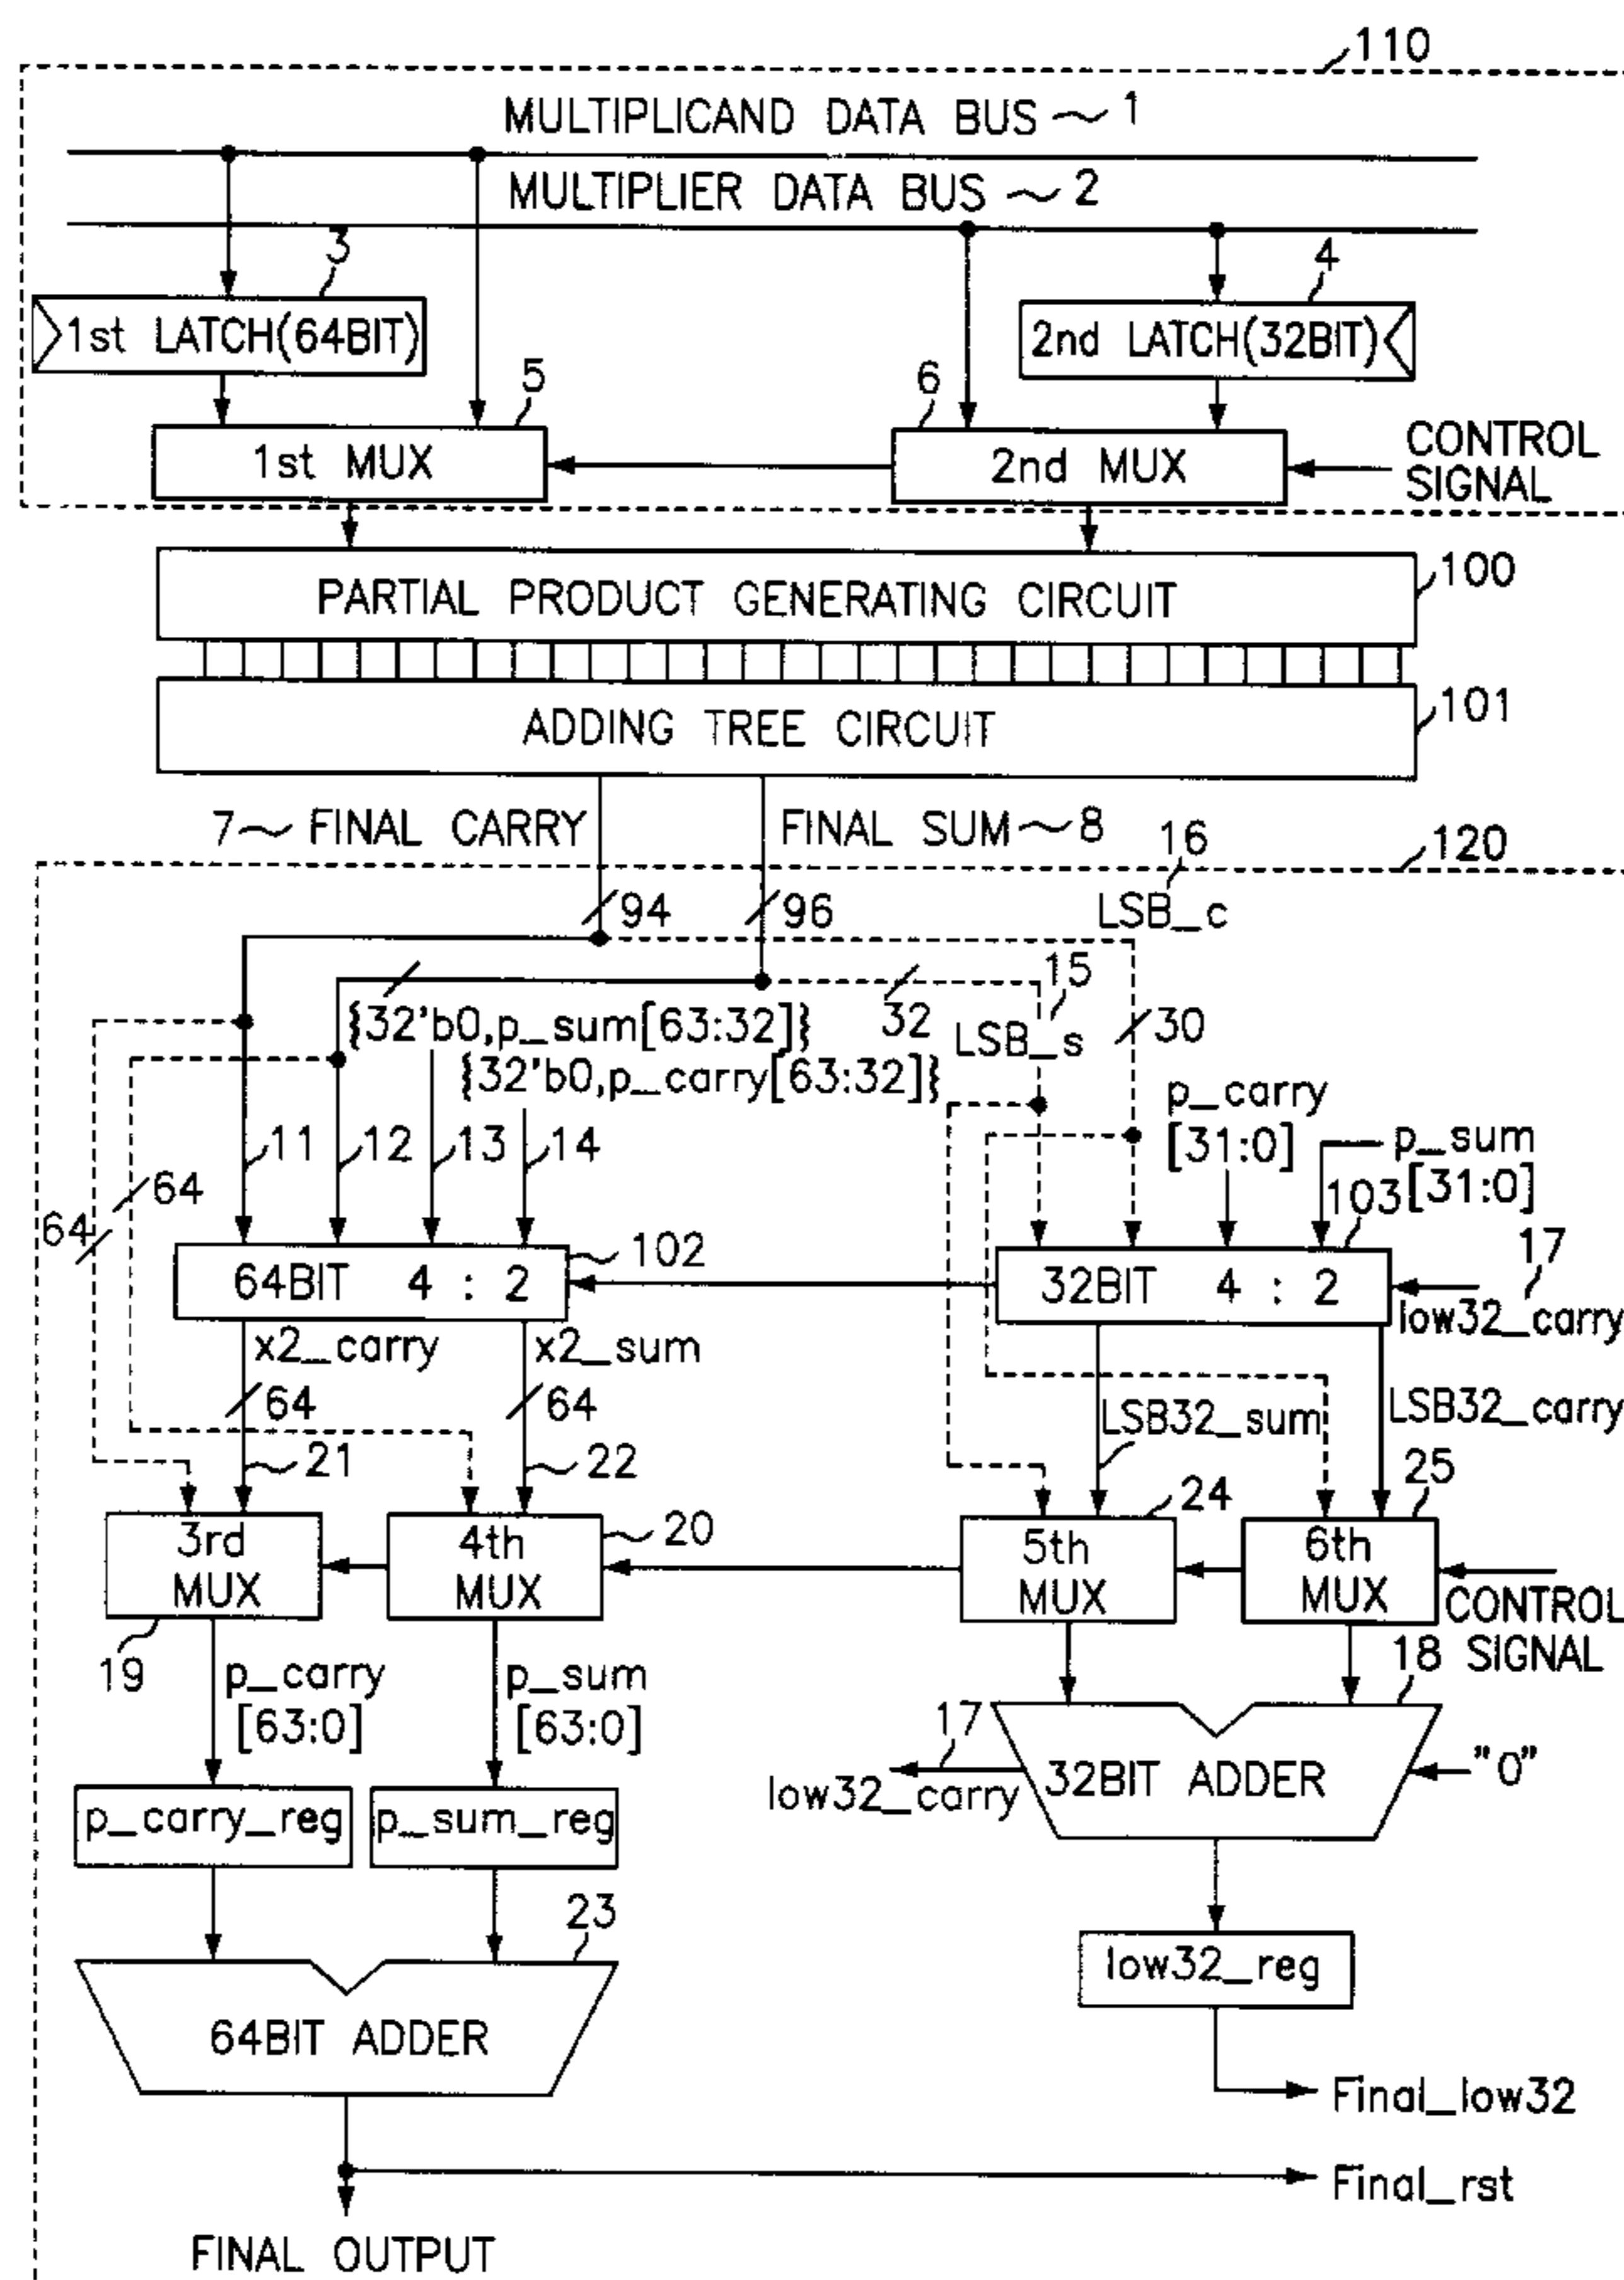 110
MULTIPLICAND DATA BUS 1
MULTIPLIER DATA BUS 2
3
4
1st LATCH(64BIT)
2nd LATCH(32BIT)
5
6
1st MUX
2nd MUX
CONTROL
SIGNAL
PARTIAL PRODUCT GENERATING CIRCUIT
100
ADDING TREE CIRCUIT
101
7 FINAL CARRY
FINAL SUM 8
16
120
94
96
LSB_c
15
{32'b0,p_sum[63:32]}
32
LSB_s
30
{32'b0,p_carry[63:32]}
p_carry
[31:0]
p_sum
[31:0]
11
12
13
14
64
64
103
102
17
64BIT 4 : 2
32BIT 4 : 2
low32_carry
x2_carry
x2_sum
64
64
LSB32_sum
LSB32_carry
21
22
24
25
3rd
MUX
4th
MUX
20
5th
MUX
6th
MUX
CONTROL
SIGNAL
19
18
p_carry
[63:0]
p_sum
[63:0]
17
low32_carry
32BIT ADDER
"0"
p_carry_reg
p_sum_reg
23
low32_reg
64BIT ADDER
Final_low32
Final_rst
FINAL OUTPUT